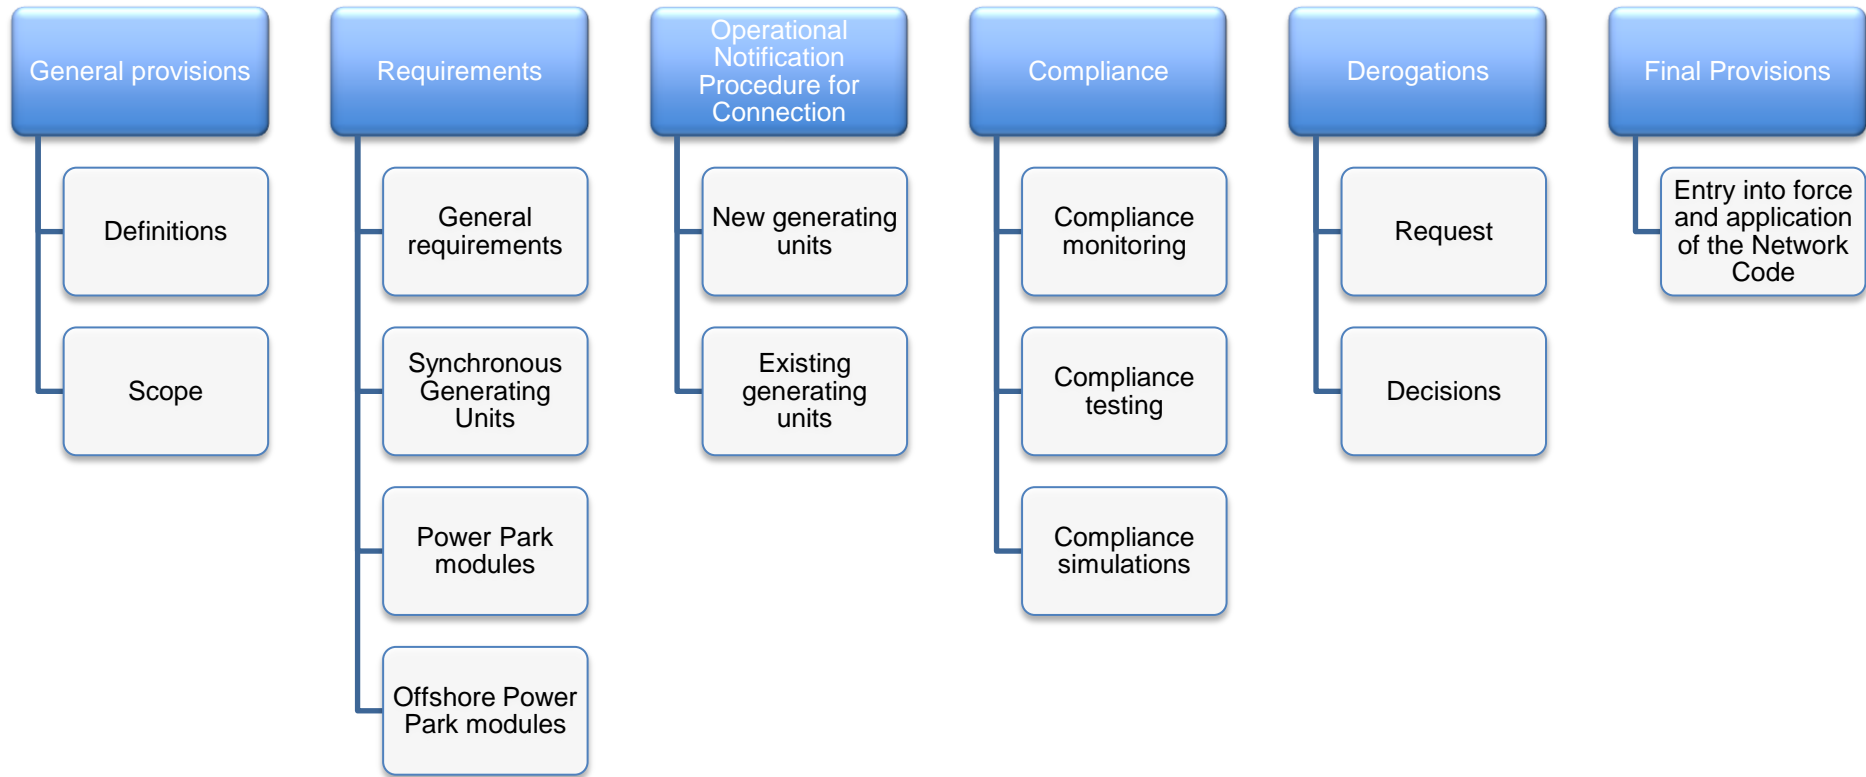 General provisions
Definitions
Scope
Requirements
General
requirements
Synchronous
Generating
Units
Power Park
modules
Offshore Power
Park modules
Operational
Notification
Procedure for
Connection
New generating
units
Existing
generating
units
Compliance
Compliance
monitoring
Compliance
testing
Compliance
simulations
Derogations
Request
Decisions
Final Provisions
Entry into force
and application
of the Network
Code